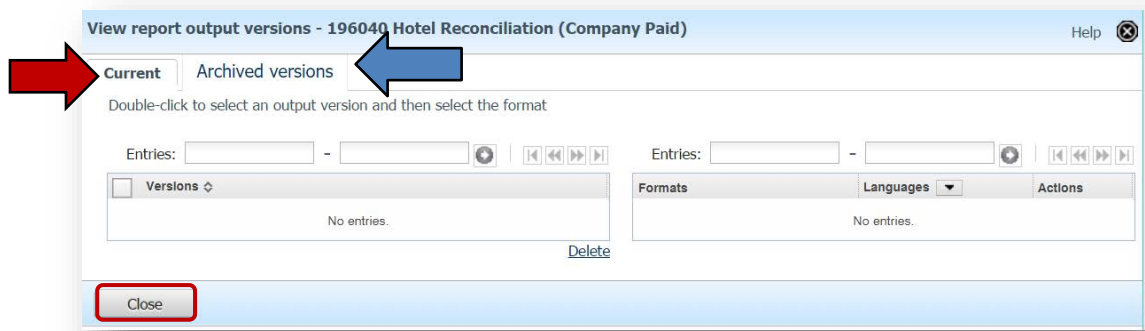 View report output versions - 196040 Hotel Reconciliation (Company Paid)
Help
Current
Archived versions
Double-click to select an output version and then select the format
Entries: -
Entries: -
Versions
Formats Languages Actions
No entries.
No entries.
Delete
Close